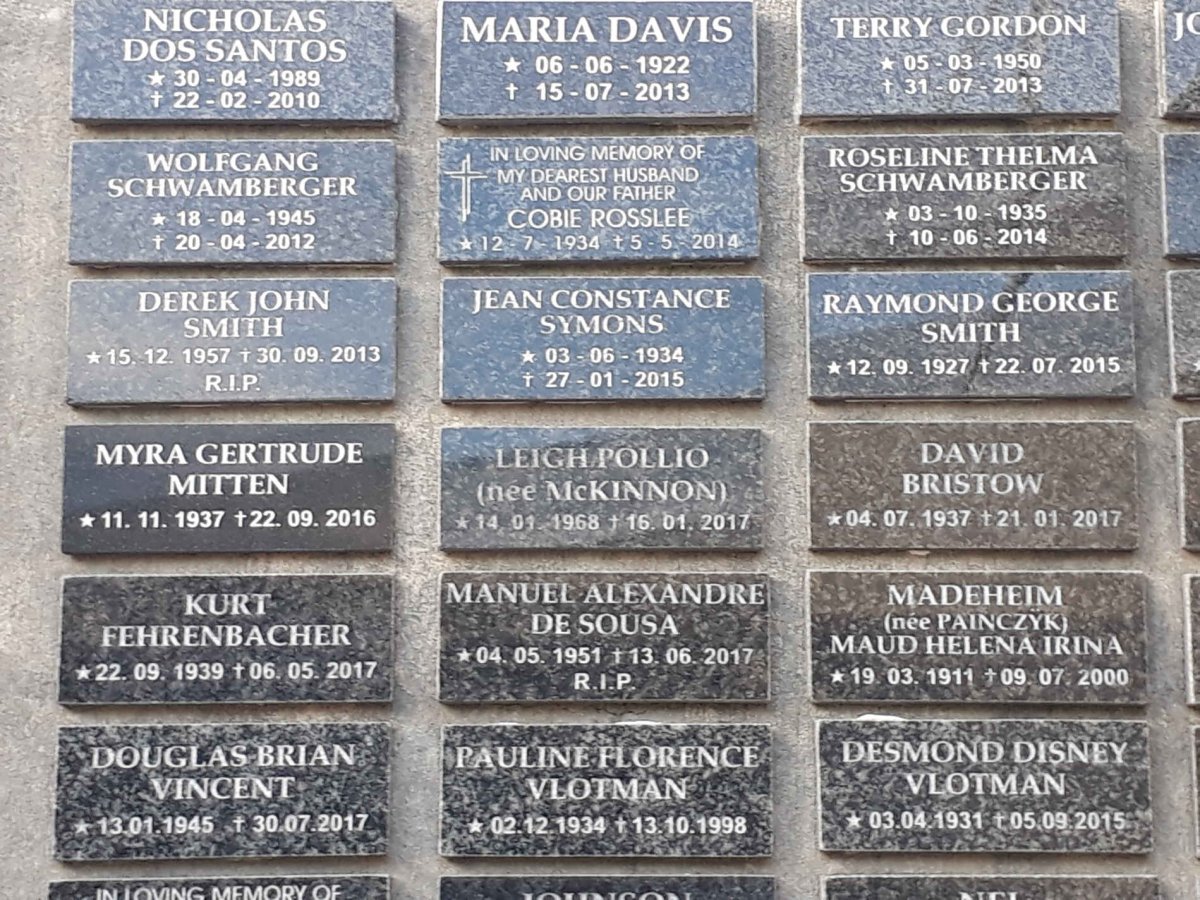 NICHOLAS
DOS SANTOS
★ 30 - 04 - 1989
† 22 - 02 - 2010
MARIA DAVIS
★ 06 - 06 - 1922
† 15 - 07 - 2013
TERRY GORDON
★ 05 - 03 - 1950
† 31 - 07 - 2013
WOLFGANG
SCHWAMBERGER
★ 18 - 04 - 1945
† 20 - 04 - 2012
IN LOVING MEMORY OF
MY DEAREST HUSBAND
AND OUR FATHER
COBIE ROSSLEE
★ 12 - 7 - 1934 † 5 - 5 - 2014
ROSELINE THELMA
SCHWAMBERGER
★ 03 - 10 - 1935
† 10 - 06 - 2014
DEREK JOHN
SMITH
★ 15. 12. 1957 † 30. 09. 2013
R.I.P.
JEAN CONSTANCE
SYMONS
★ 03 - 06 - 1934
† 27 - 01 - 2015
RAYMOND GEORGE
SMITH
★ 12. 09. 1927 † 22. 07. 2015
MYRA GERTRUDE
MITTEN
★ 11. 11. 1937 † 22. 09. 2016
LEIGH POLLIO
(née McKINNON)
★ 14. 01. 1968 † 16. 01. 2017
DAVID
BRISTOW
★ 04. 07. 1937 † 21. 01. 2017
KURT
FEHRENBACHER
★ 22. 09. 1939 † 06. 05. 2017
MANUEL ALEXANDRE
DE SOUSA
★ 04. 05. 1951 † 13. 06. 2017
R.I.P.
MADEHEIM
(née PAINCZYK)
MAUD HELENA IRINA
★ 19. 03. 1911 † 09. 07. 2000
DOUGLAS BRIAN
VINCENT
★ 13.01.1945 † 30.07.2017
PAULINE FLORENCE
VLOTMAN
★ 02.12.1934 † 13.10.1998
DESMOND DISNEY
VLOTMAN
★ 03.04.1931 † 05.09.2015
IN LOVING MEMORY OF
JOHNSON
NEL